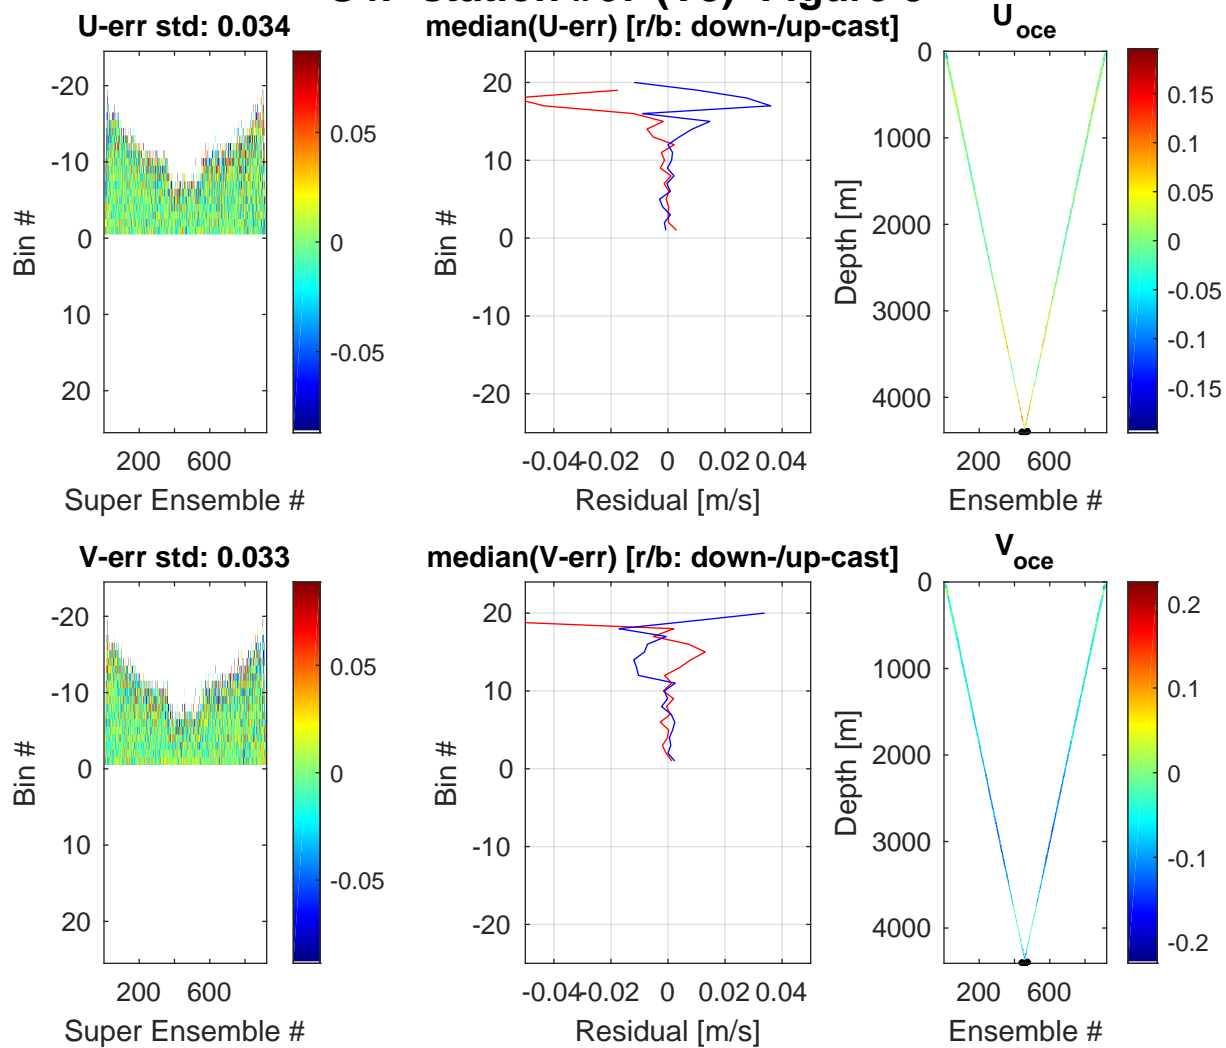 U-err std: 0.034
-20
-10
0
10
20
200 600
Super Ensemble #
Bin #
0.05
0
-0.05
median(U-err) [r/b: down-/up-cast]
20
10
0
-10
-20
-0.04 -0.02 0 0.02 0.04
Residual [m/s]
Bin #
U oce
0
1000
2000
3000
4000
200 600
Ensemble #
Depth [m]
0.15
0.1
0.05
0
-0.05
-0.1
-0.15
V-err std: 0.033
-20
-10
0
10
20
200 600
Super Ensemble #
Bin #
0.05
0
-0.05
median(V-err) [r/b: down-/up-cast]
20
10
0
-10
-20
-0.04 -0.02 0 0.02 0.04
Residual [m/s]
Bin #
V oce
0
1000
2000
3000
4000
200 600
Ensemble #
Depth [m]
0.2
0.1
0
-0.1
-0.2